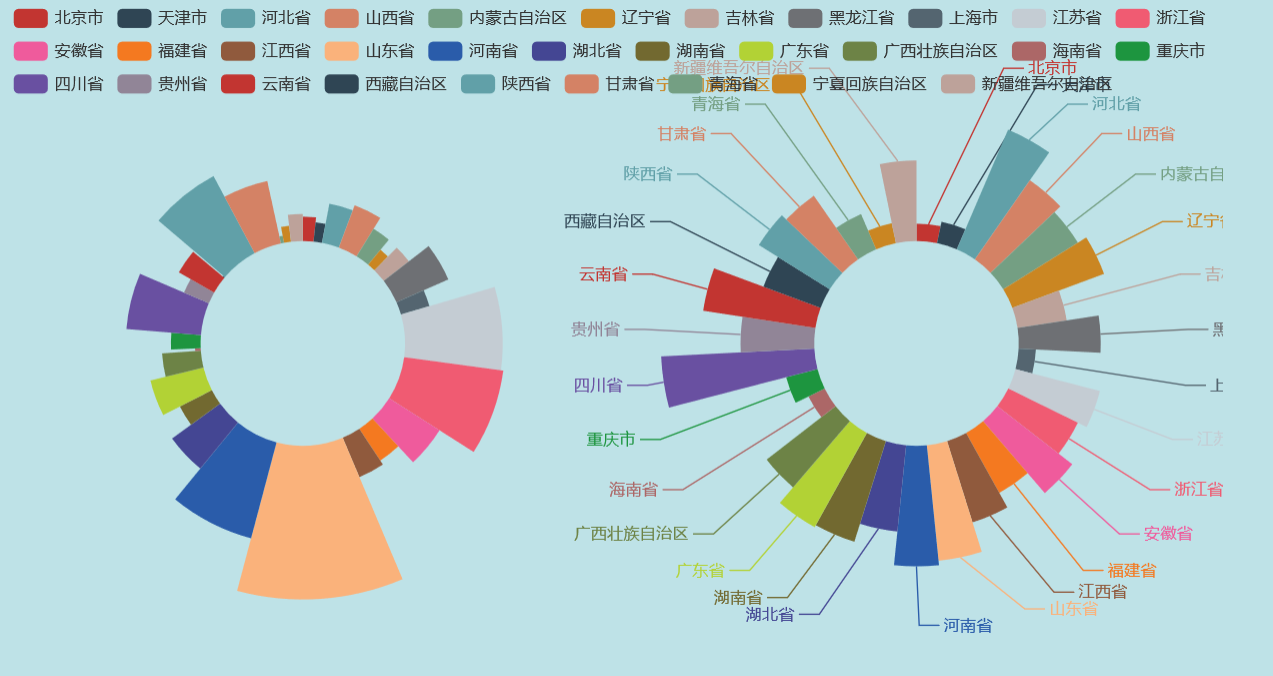 北京市 天津市 河北省 山西省 内蒙古自治区 辽宁省 吉林省 黑龙江省 上海市 江苏省 浙江省
安徽省 福建省 江西省 山东省 河南省 湖北省 湖南省 广东省 广西壮族自治区 海南省 重庆市
四川省 贵州省 云南省 西藏自治区 陕西省 甘肃省 青海省 宁夏回族自治区 新疆维吾尔自治区
新疆维吾尔自治区 北京市
天津市
青海省 河北省
甘肃省 山西省
陕西省 内蒙古自
西藏自治区 辽宁
云南省
贵州省
四川省 上
重庆市 江苏
海南省 浙江省
广西壮族自治区 安徽省
广东省 福建省
湖南省 江西省
湖北省 山东省
河南省